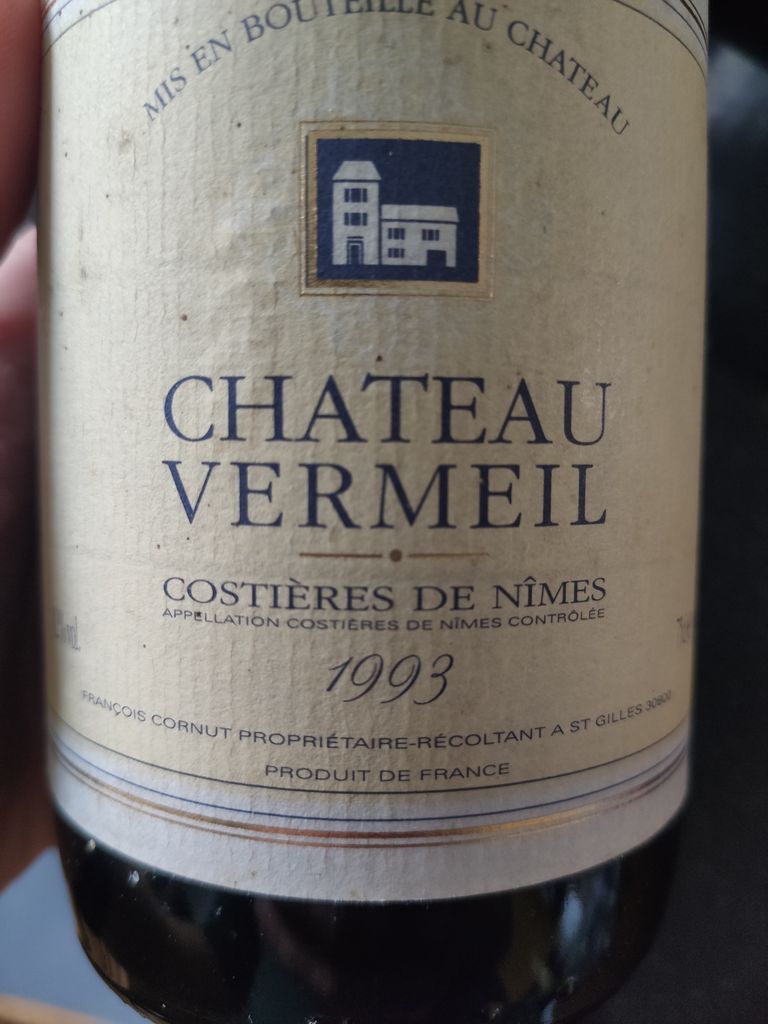 MIS EN BOUTEILLE AU CHATEAU
CHATEAU
VERMEIL
COSTIÈRES DE NÎMES
APPELLATION COSTIÈRES DE NÎMES CONTRÔLÉE
% vol.
1993
FRANÇOIS CORNUT PROPRIÉTAIRE-RÉCOLTANT A ST GILLES 30800
PRODUIT DE FRANCE